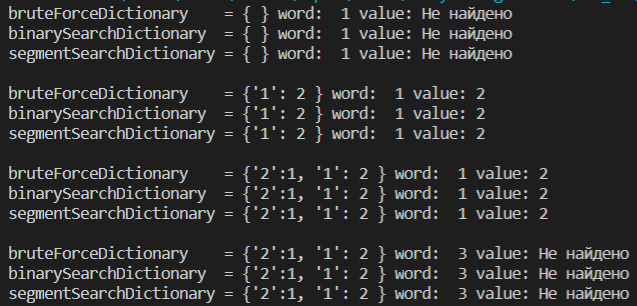 bruteForceDictionary    = { } word:  1 value: Не найдено
binarySearchDictionary  = { } word:  1 value: Не найдено
segmentSearchDictionary = { } word:  1 value: Не найдено

bruteForceDictionary    = {'1': 2 } word:  1 value: 2
binarySearchDictionary  = {'1': 2 } word:  1 value: 2
segmentSearchDictionary = {'1': 2 } word:  1 value: 2

bruteForceDictionary    = {'2':1, '1': 2 } word:  1 value: 2
binarySearchDictionary  = {'2':1, '1': 2 } word:  1 value: 2
segmentSearchDictionary = {'2':1, '1': 2 } word:  1 value: 2

bruteForceDictionary    = {'2':1, '1': 2 } word:  3 value: Не найдено
binarySearchDictionary  = {'2':1, '1': 2 } word:  3 value: Не найдено
segmentSearchDictionary = {'2':1, '1': 2 } word:  3 value: Не найдено